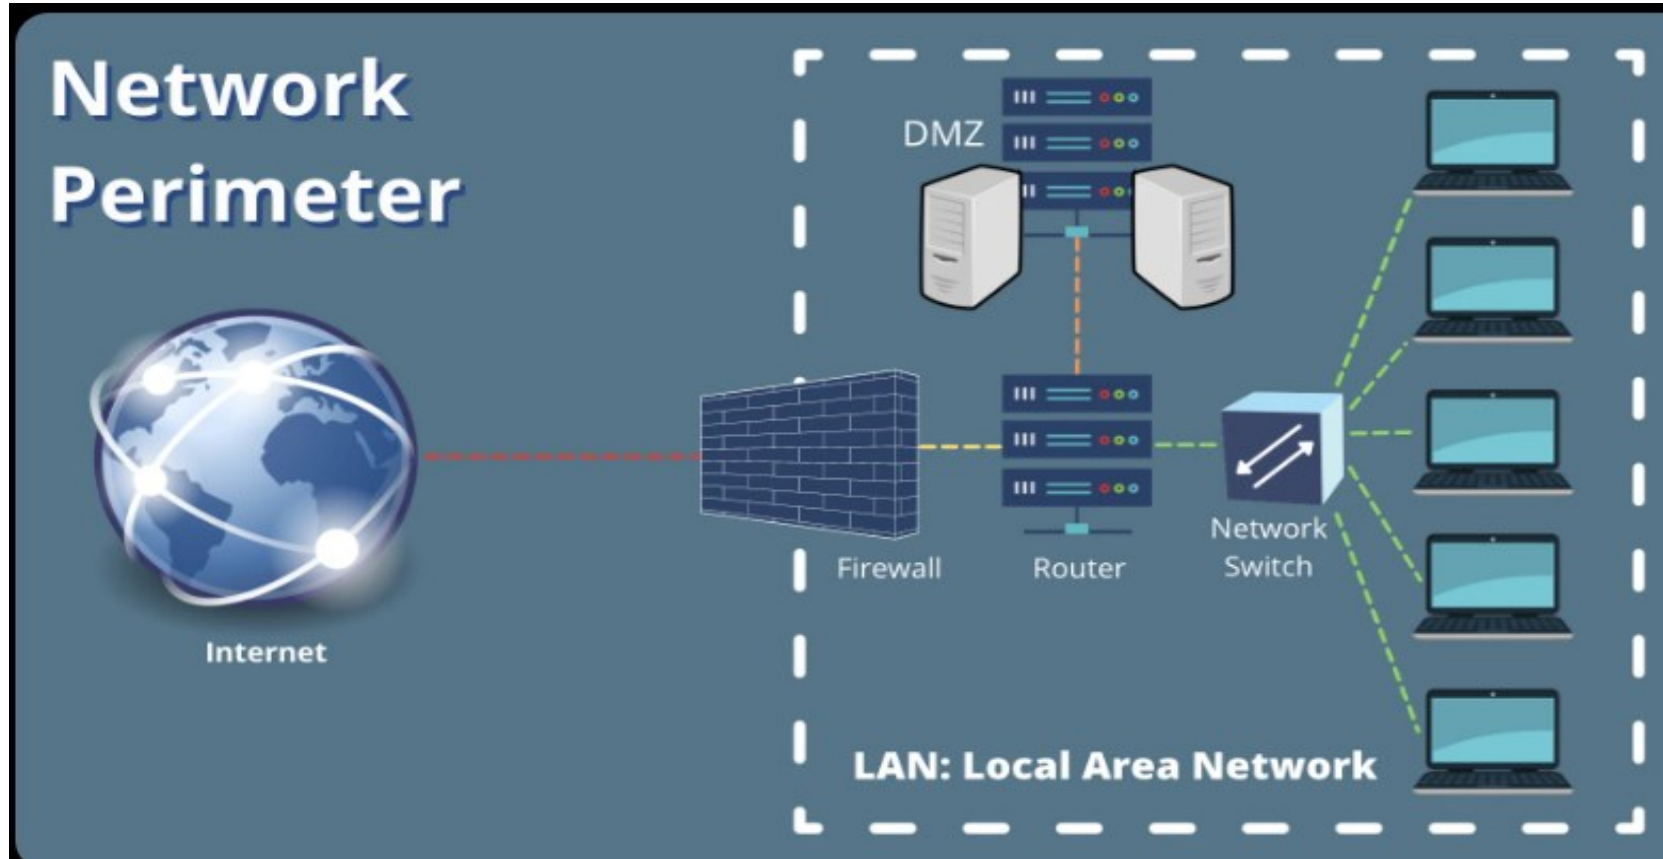 Network
Perimeter
DMZ
Internet
Firewall
Router
Network
Switch
LAN: Local Area Network